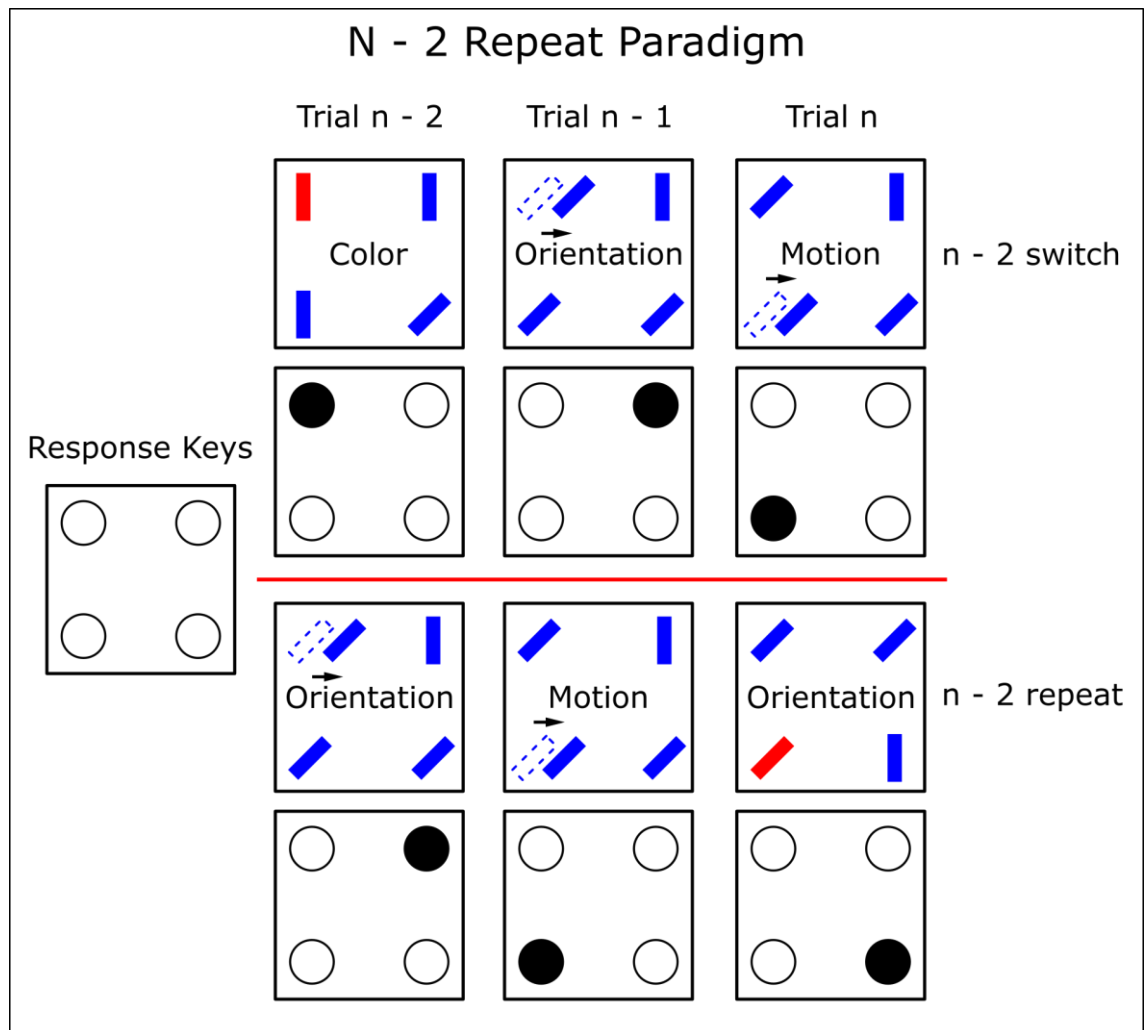 N - 2 Repeat Paradigm
Trial n - 2
Trial n - 1
Trial n
Color
Orientation
Motion
n - 2 switch
Response Keys
Orientation
Motion
Orientation
n - 2 repeat